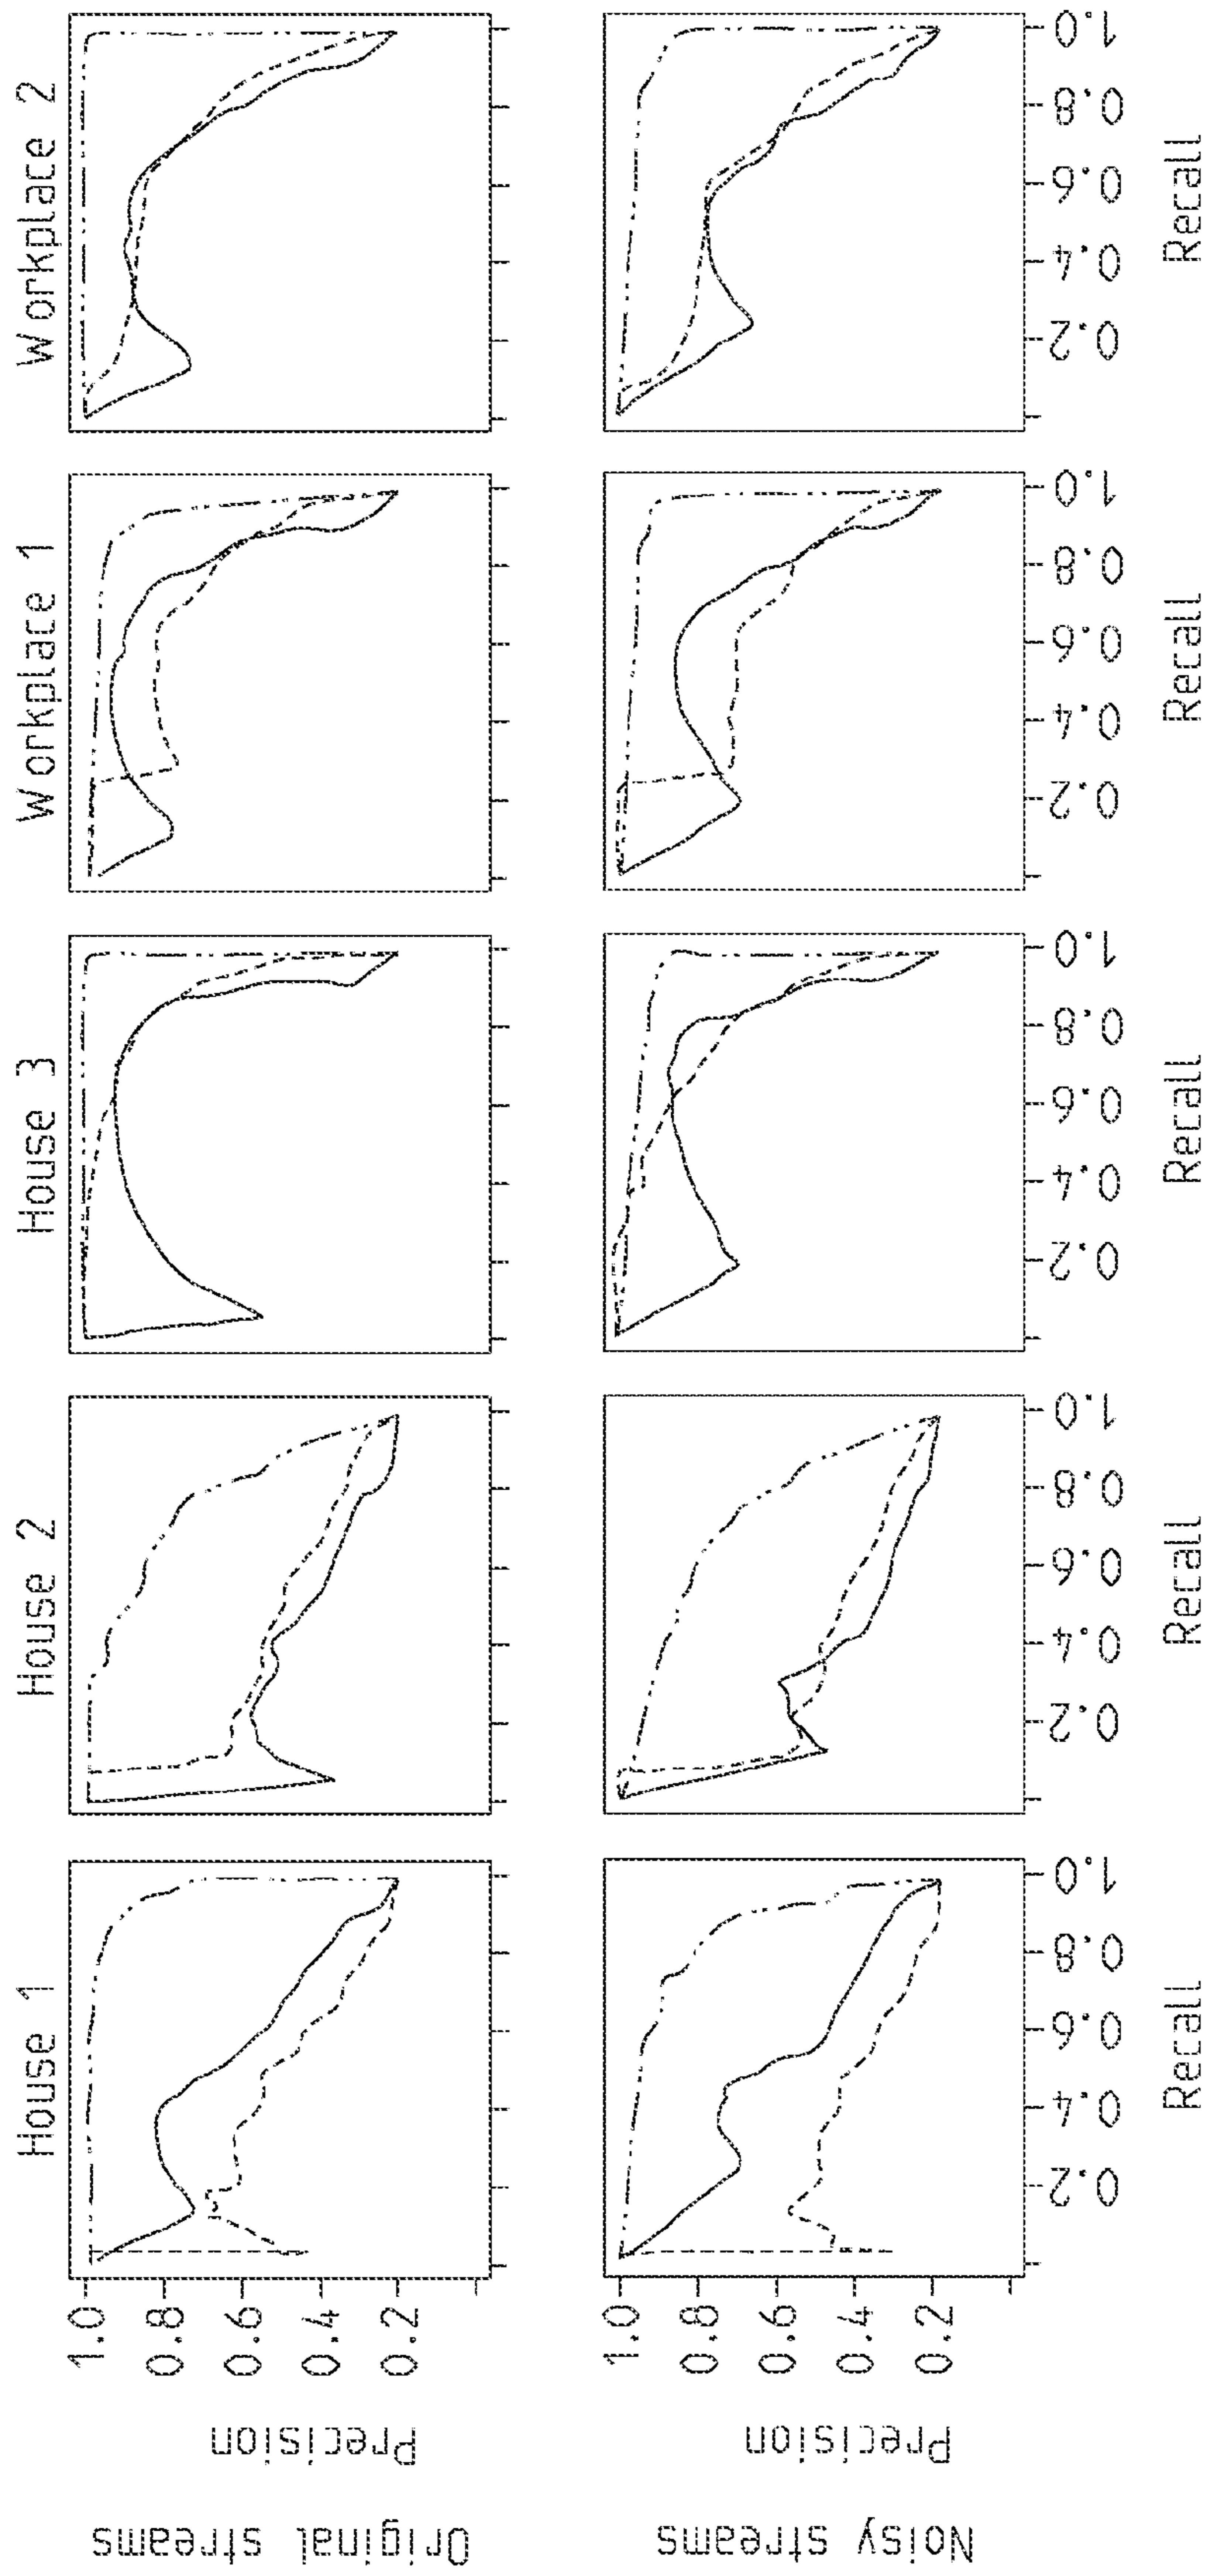 House 1 House 2 House 3 Workplace 1 Workplace 2
Original streams
Precision
1.0
0.8
0.6
0.4
0.2
Noisy streams
Precision
1.0
0.8
0.6
0.4
0.2
0.2 0.4 0.6 0.8 1.0 0.2 0.4 0.6 0.8 1.0 0.2 0.4 0.6 0.8 1.0 0.2 0.4 0.6 0.8 1.0 0.2 0.4 0.6 0.8 1.0
Recall Recall Recall Recall Recall